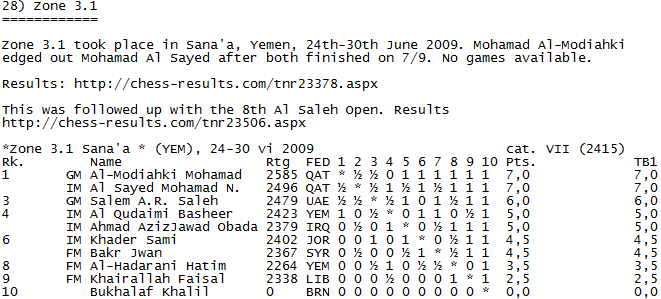 28) Zone 3.1
============
Zone 3.1 took place in Sana'a, Yemen, 24th-30th June 2009. Mohamad Al-Modiahki
edged out Mohamad Al Sayed after both finished on 7/9. No games available.
Results: http://chess-results.com/tnr23378.aspx
This was followed up with the 8th Al Saleh Open. Results
http://chess-results.com/tnr23506.aspx
*Zone 3.1 Sana'a * (YEM), 24-30 vi 2009 cat. VII (2415)
Rk. Name Rtg FED 1 2 3 4 5 6 7 8 9 10 Pts. TB1
1 GM Al-Modiahki Mohamad 2585 QAT * ½ ½ 0 1 1 1 1 1 1 7,0 7,0
IM Al Sayed Mohamad N. 2496 QAT ½ * ½ 1 ½ 1 ½ 1 1 1 7,0 7,0
3 GM Salem A.R. Saleh 2479 UAE ½ ½ * ½ 1 0 1 ½ 1 1 6,0 6,0
4 IM Al Qudaimi Basheer 2423 YEM 1 0 ½ * 0 1 1 0 ½ 1 5,0 5,0
IM Ahmad AzizJawad Obada 2379 IRQ 0 ½ 0 1 * 0 ½ 1 1 1 5,0 5,0
6 IM Khader Sami 2402 JOR 0 0 1 0 1 * 0 ½ 1 1 4,5 4,5
FM Bakr Jwan 2367 SYR 0 ½ 0 0 ½ 1 * ½ 1 1 4,5 4,5
8 FM Al-Hadarani Hatim 2264 YEM 0 0 ½ 1 0 ½ ½ * 0 1 3,5 3,5
9 FM Khairallah Faisal 2338 LIB 0 0 0 ½ 0 0 0 1 * 1 2,5 2,5
10 Bukhalaf Khalil 0 BRN 0 0 0 0 0 0 0 0 0 * 0,0 0,0